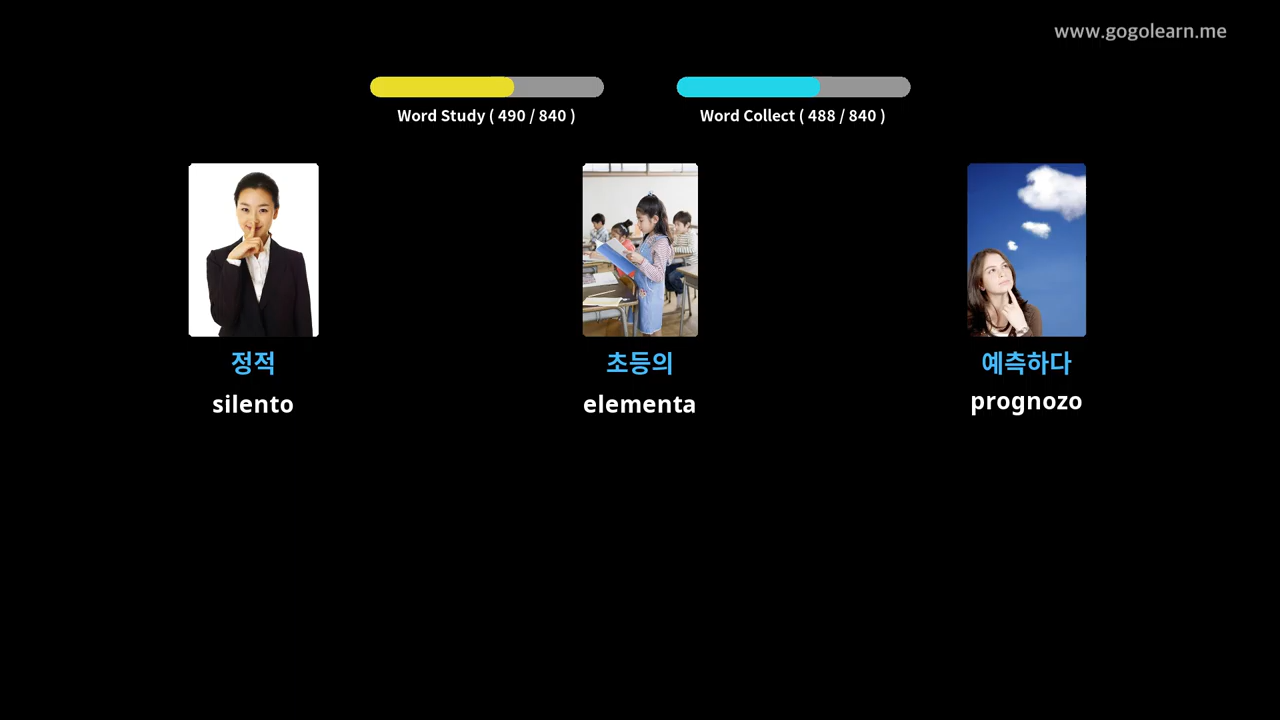 www.gogolearn.me
Word Study ( 490 / 840 )
Word Collect ( 488 / 840 )
정적
초등의
예측하다
silento
elementa
prognozo